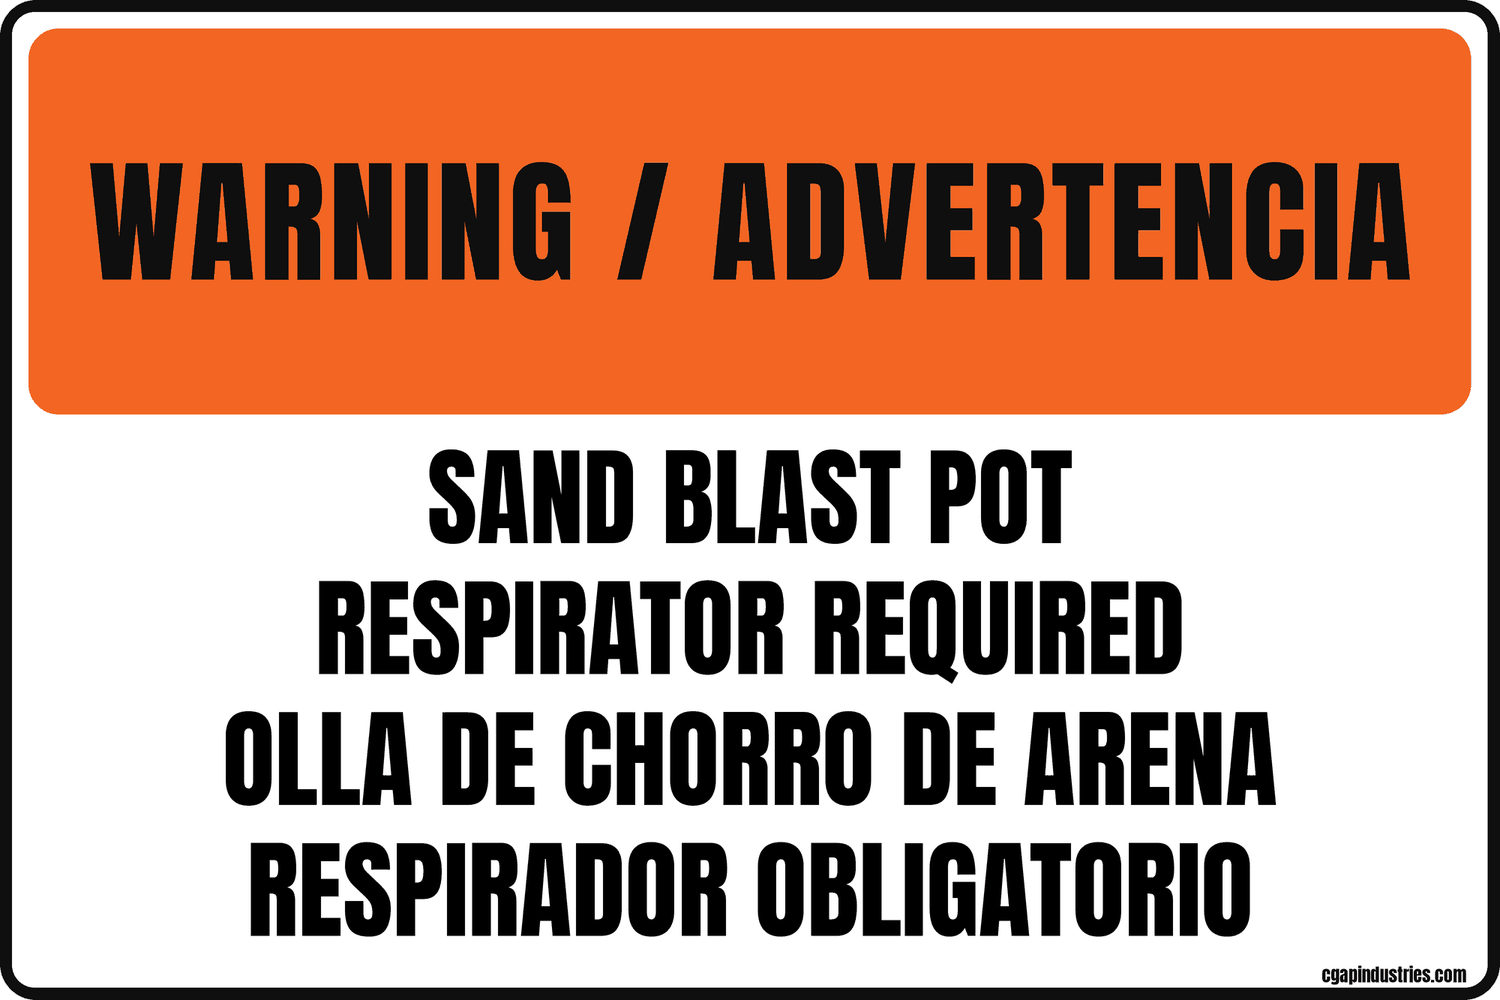 WARNING / ADVERTENCIA
SAND BLAST POT
RESPIRATOR REQUIRED
OLLA DE CHORRO DE ARENA
RESPIRADOR OBLIGATORIO
cgapindustries.com